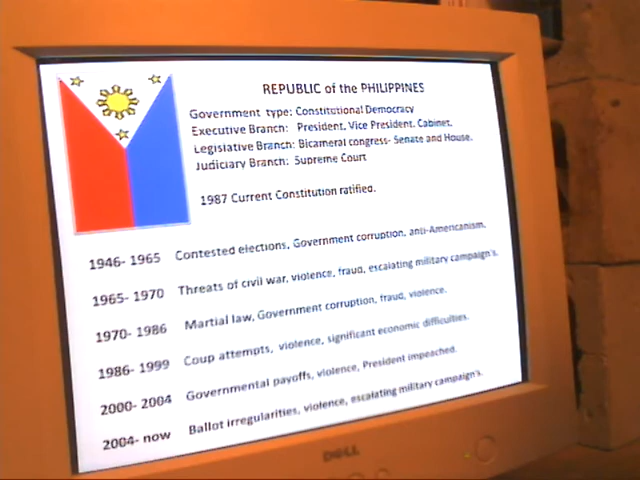 REPUBLIC of the PHILIPPINES
Government type: Constitutional Democracy
Executive Branch: President, Vice President, Cabinet.
Legislative Branch: Bicameral congress- Senate and House.
Judiciary Branch: Supreme Court
1987 Current Constitution ratified.
1946- 1965 Contested elections, Government corruption, anti-Americanism.
1965- 1970 Threats of civil war, violence, fraud, escalating military campaign's.
1970- 1986 Martial law, Government corruption, fraud, violence.
1986- 1999 Coup attempts, violence, significant economic difficulties.
2000- 2004 Governmental payoffs, violence, President impeached.
2004- now Ballot irregularities, violence, escalating military campaign's.
DELL